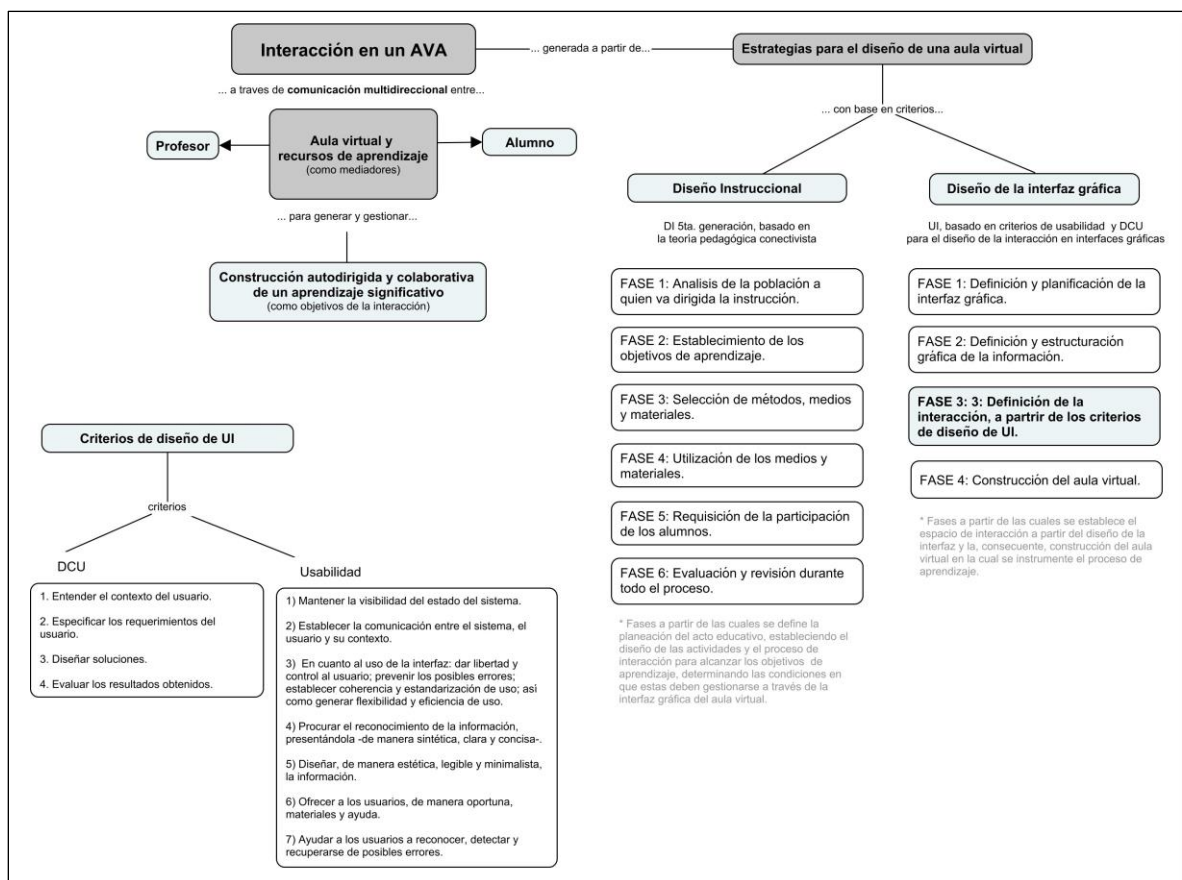 Interacción en un AVA
... generada a partir de...
Estrategias para el diseño de una aula virtual
... a traves de comunicación multidireccional entre...
... con base en criterios...
Profesor
Aula virtual y
recursos de aprendizaje
(como mediadores)
Alumno
... para generar y gestionar...
Construcción autodirigida y colaborativa
de un aprendizaje significativo
(como objetivos de la interacción)
Diseño Instruccional
DI 5ta. generación, basado en
la teoria pedagógica conectivista
FASE 1: Analisis de la población a
quien va dirigida la instrucción.
FASE 2: Establecimiento de los
objetivos de aprendizaje.
FASE 3: Selección de métodos, medios
y materiales.
FASE 4: Utilización de los medios y
materiales.
FASE 5: Requisición de la participación
de los alumnos.
FASE 6: Evaluación y revisión durante
todo el proceso.
* Fases a partir de las cuales se define la
planeación del acto educativo, estableciendo el
diseño de las actividades y el proceso de
interacción para alcanzar los objetivos de
aprendizaje, determinando las condiciones en
que estas deben gestionarse a través de la
interfaz gráfica del aula virtual.
Diseño de la interfaz gráfica
UI, basado en criterios de usabilidad y DCU
para el diseño de la interacción en interfaces gráficas
FASE 1: Definición y planificación de la
interfaz gráfica.
FASE 2: Definición y estructuración
gráfica de la información.
FASE 3: 3: Definición de la
interacción, a partrir de los criterios
de diseño de UI.
FASE 4: Construcción del aula virtual.
* Fases a partir de las cuales se establece el
espacio de interacción a partir del diseño de la
interfaz y la, consecuente, construcción del aula
virtual en la cual se instrumente el proceso de
aprendizaje.
Criterios de diseño de UI
criterios
DCU
1. Entender el contexto del usuario.
2. Especificar los requerimientos del
usuario.
3. Diseñar soluciones.
4. Evaluar los resultados obtenidos.
Usabilidad
1) Mantener la visibilidad del estado del sistema.
2) Establecer la comunicación entre el sistema, el
usuario y su contexto.
3) En cuanto al uso de la interfaz: dar libertad y
control al usuario; prevenir los posibles errores;
establecer coherencia y estandarización de uso; asi
como generar flexibilidad y eficiencia de uso.
4) Procurar el reconocimiento de la información,
presentándola -de manera sintética, clara y concisa-.
5) Diseñar, de manera estética, legible y minimalista,
la información.
6) Ofrecer a los usuarios, de manera oportuna,
materiales y ayuda.
7) Ayudar a los usuarios a reconocer, detectar y
recuperarse de posibles errores.